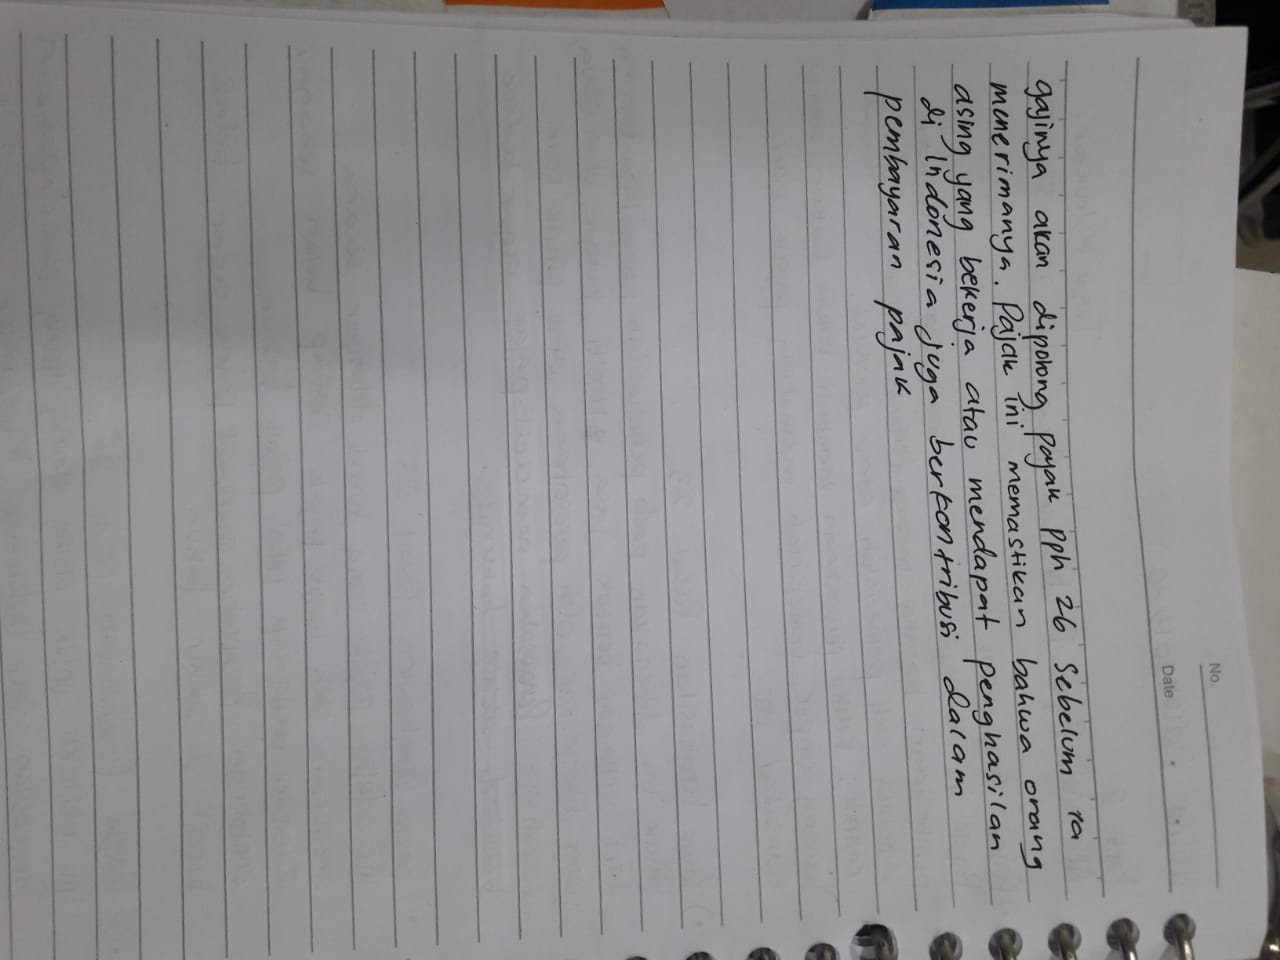 No.
Date
gajinya akan dipotong pajak pph 26 sebelum ia
menerimanya. Pajak ini memastikan bahwa orang
asing yang bekerja atau mendapat penghasilan
di Indonesia juga berkontribusi dalam
pembayaran pajak